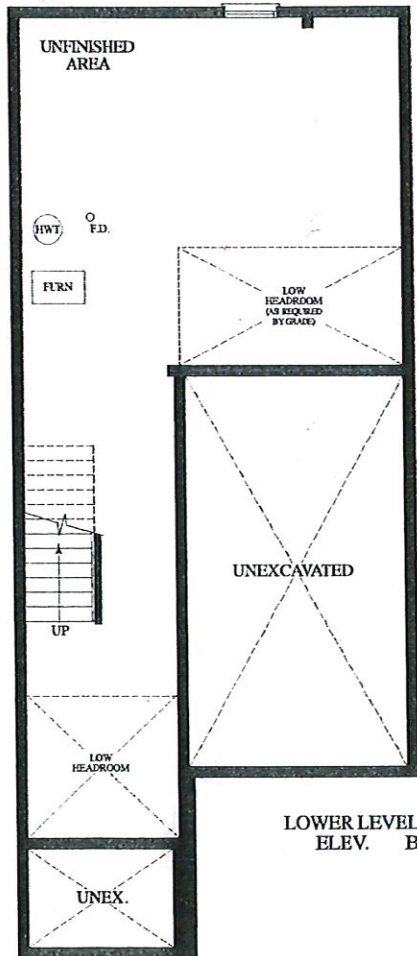 UNFINISHED
AREA
HWT
F.D.
FURN
LOW
HEADROOM
(AS REQUIRED
BY GRADE)
UNEXCAVATED
UP
LOW
HEADROOM
LOWER LEVEL
ELEV. B
UNEX.